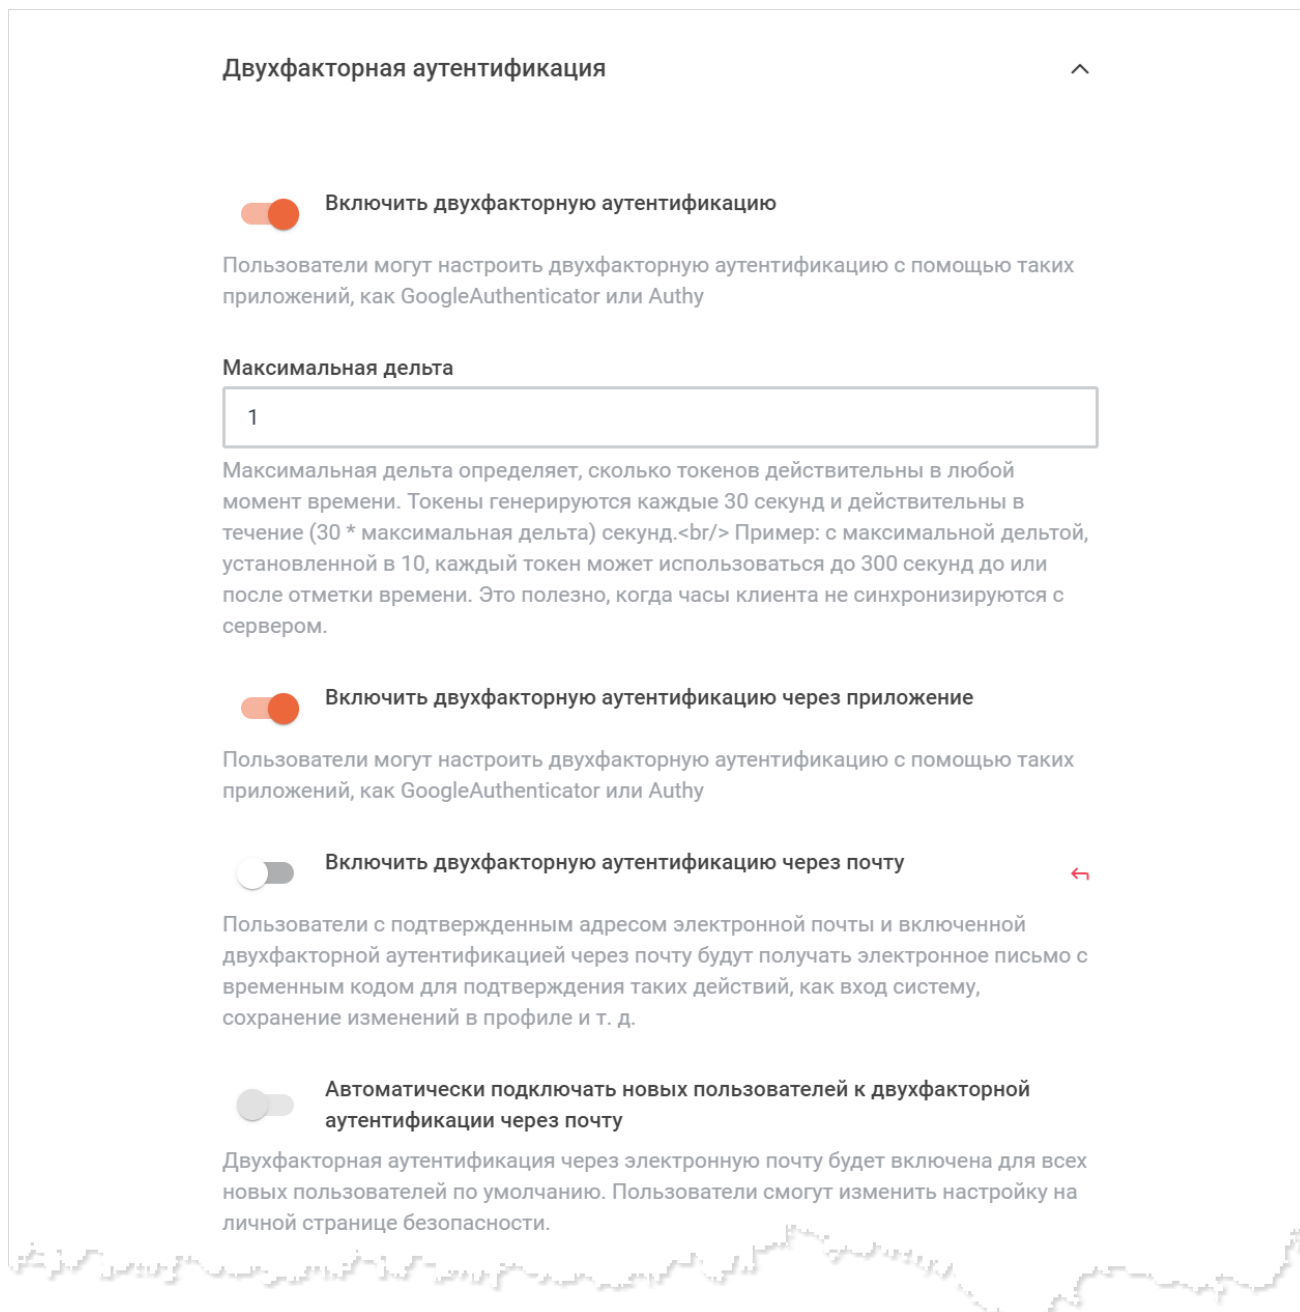 Двухфакторная аутентификация
Включить двухфакторную аутентификацию
Пользователи могут настроить двухфакторную аутентификацию с помощью таких
приложений, как GoogleAuthenticator или Authy
Максимальная дельта
1
Максимальная дельта определяет, сколько токенов действительны в любой
момент времени. Токены генерируются каждые 30 секунд и действительны в
течение (30 * максимальная дельта) секунд.<br/> Пример: с максимальной дельтой,
установленной в 10, каждый токен может использоваться до 300 секунд до или
после отметки времени. Это полезно, когда часы клиента не синхронизируются с
сервером.
Включить двухфакторную аутентификацию через приложение
Пользователи могут настроить двухфакторную аутентификацию с помощью таких
приложений, как GoogleAuthenticator или Authy
Включить двухфакторную аутентификацию через почту
Пользователи с подтвержденным адресом электронной почты и включенной
двухфакторной аутентификацией через почту будут получать электронное письмо с
временным кодом для подтверждения таких действий, как вход систему,
сохранение изменений в профиле и т. д.
Автоматически подключать новых пользователей к двухфакторной
аутентификации через почту
Двухфакторная аутентификация через электронную почту будет включена для всех
новых пользователей по умолчанию. Пользователи смогут изменить настройку на
личной странице безопасности.